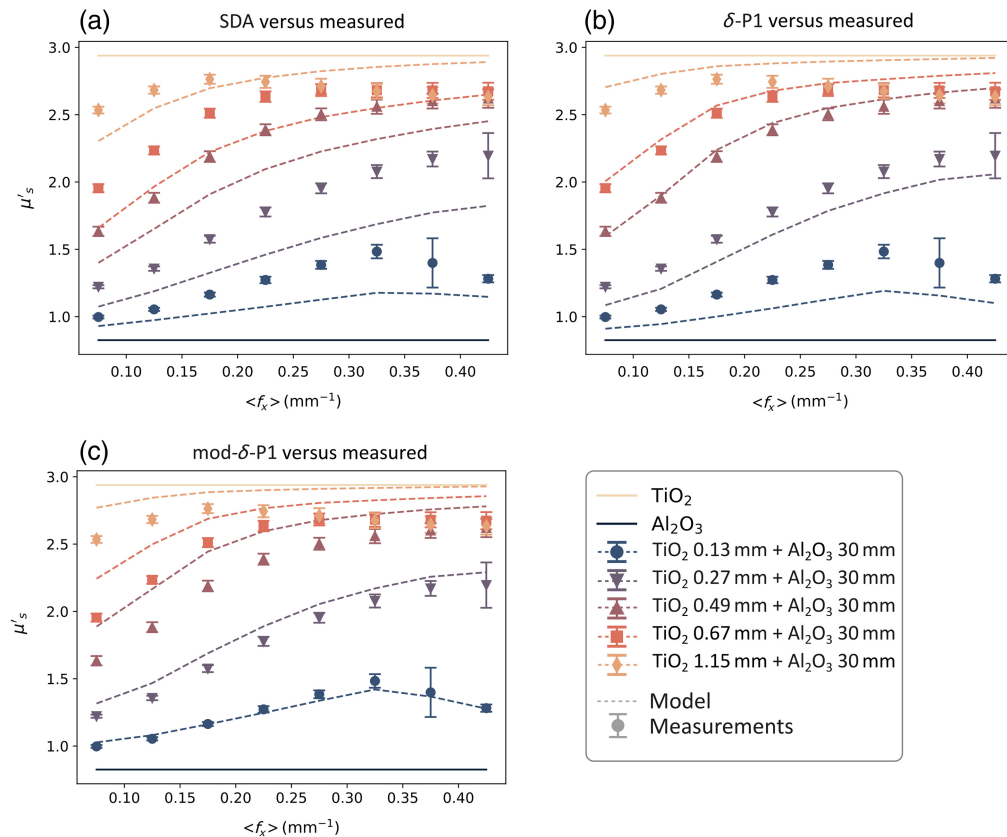 (a) SDA versus measured
3.0
2.5
2.0
1.5
1.0
μ′s
0.10 0.15 0.20 0.25 0.30 0.35 0.40
<fx> (mm−1)
(b) δ-P1 versus measured
3.0
2.5
2.0
1.5
1.0
0.10 0.15 0.20 0.25 0.30 0.35 0.40
<fx> (mm−1)
(c) mod-δ-P1 versus measured
3.0
2.5
2.0
1.5
1.0
μ′s
0.10 0.15 0.20 0.25 0.30 0.35 0.40
<fx> (mm−1)
TiO2
Al2O3
TiO2 0.13 mm + Al2O3 30 mm
TiO2 0.27 mm + Al2O3 30 mm
TiO2 0.49 mm + Al2O3 30 mm
TiO2 0.67 mm + Al2O3 30 mm
TiO2 1.15 mm + Al2O3 30 mm
Model
Measurements